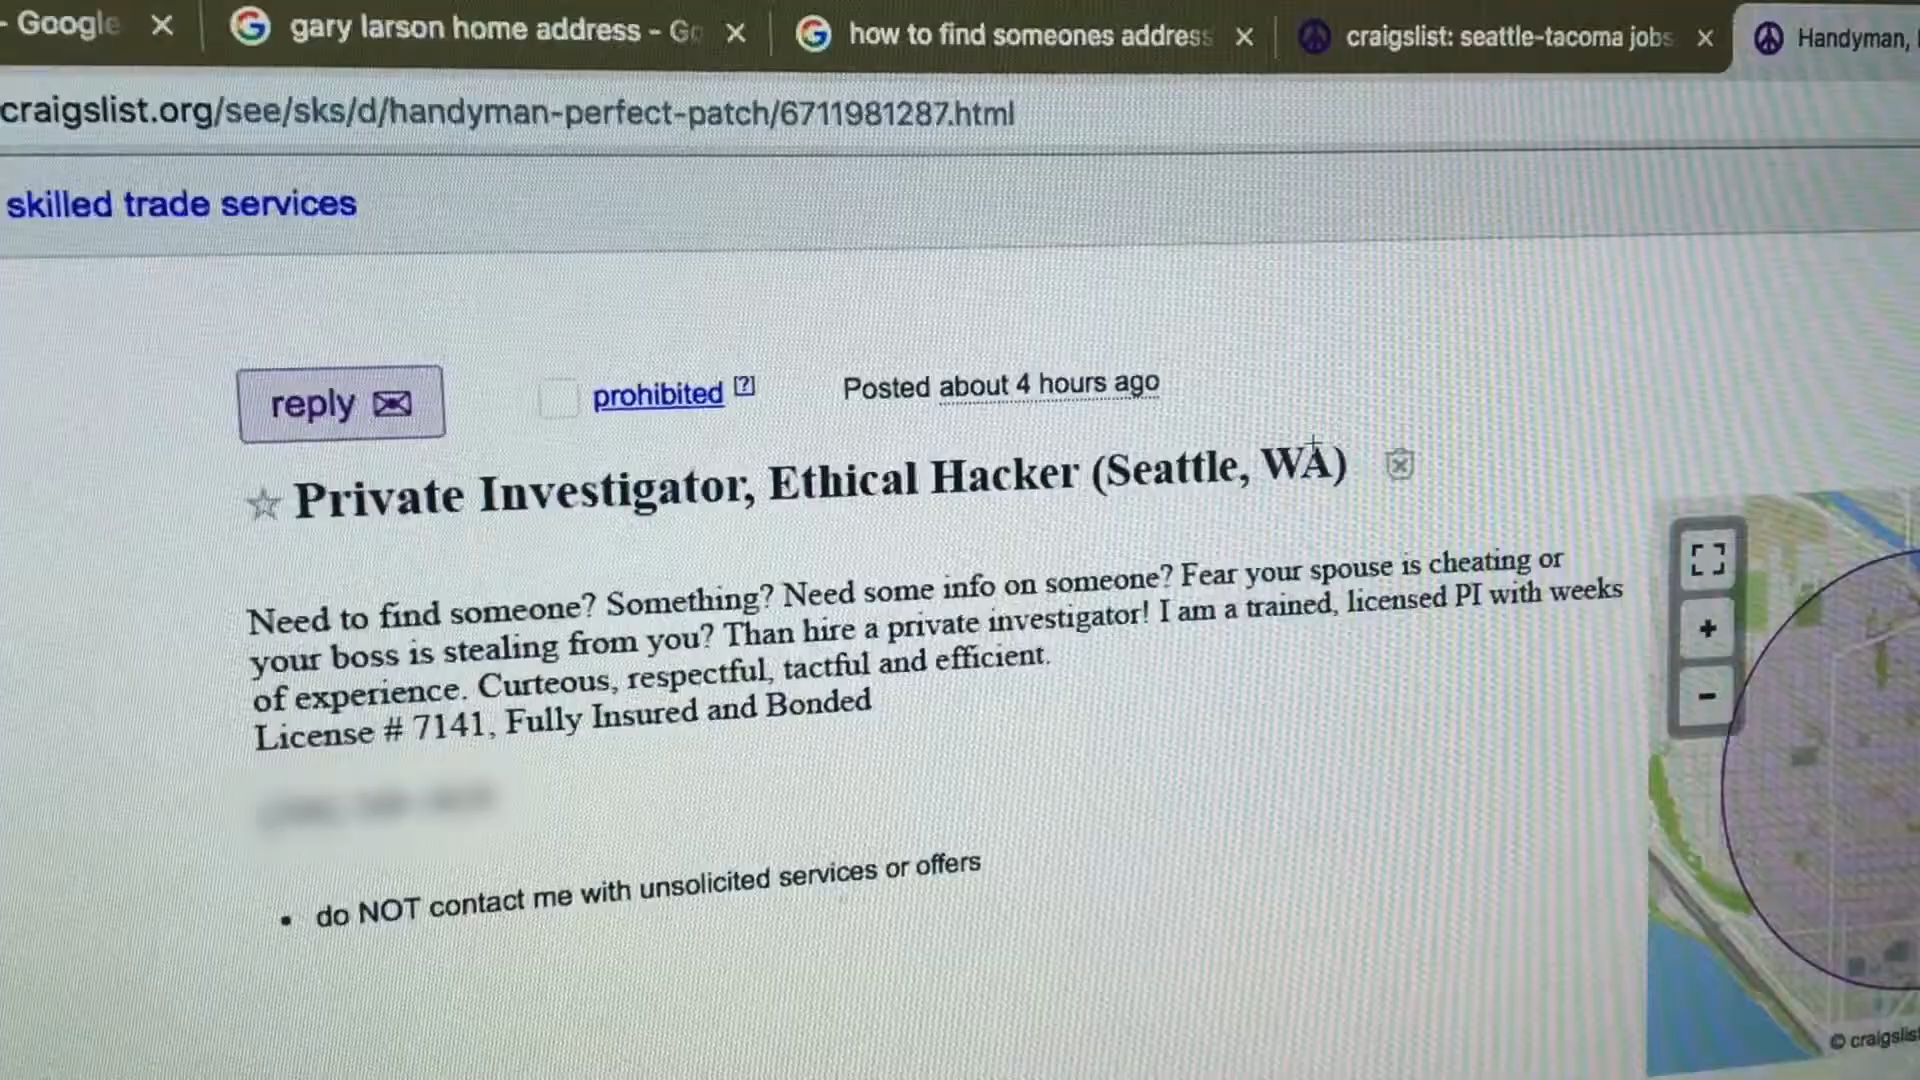 - Google
gary larson home address - Go
how to find someones address
craigslist: seattle-tacoma jobs
Handyman,
craigslist.org/see/sks/d/handyman-perfect-patch/6711981287.html
skilled trade services
reply
prohibited [?]
Posted about 4 hours ago
Private Investigator, Ethical Hacker (Seattle, WA)
Need to find someone? Something? Need some info on someone? Fear your spouse is cheating or
your boss is stealing from you? Than hire a private investigator! I am a trained, licensed PI with weeks
of experience. Curteous, respectful, tactful and efficient.
License # 7141, Fully Insured and Bonded
+
-
• do NOT contact me with unsolicited services or offers
© craigslist